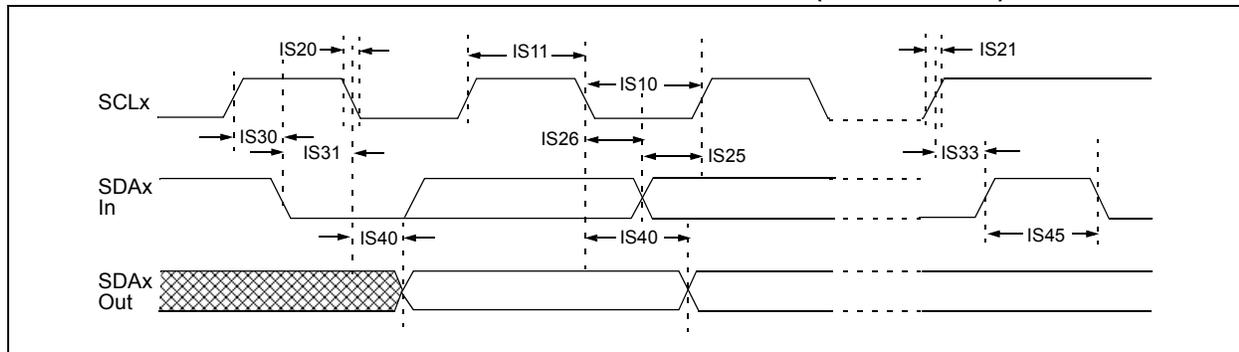 IS20
IS11
IS10
IS21
SCLx
IS30
IS31
IS26
IS25
IS33
SDAx
In
IS40
IS40
IS45
SDAx
Out